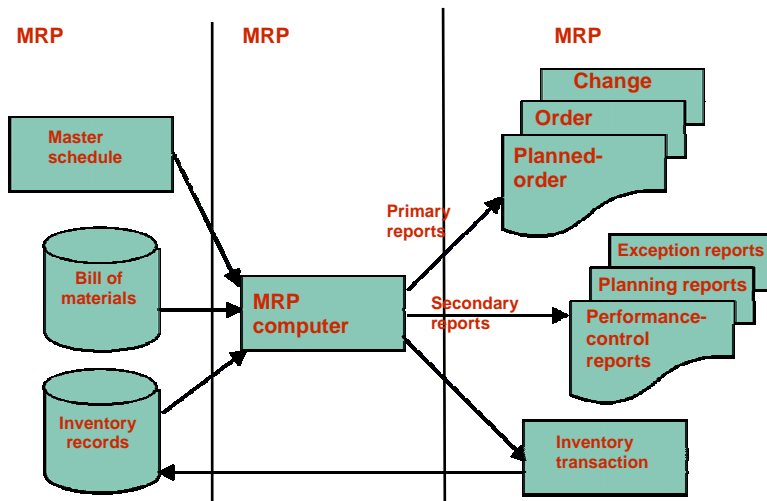 MRP
MRP
MRP
Master
schedule
Bill of
materials
Inventory
records
MRP
computer
Primary
reports
Secondary
reports
Change
Order
Planned-
order
Exception reports
Planning reports
Performance-
control
reports
Inventory
transaction